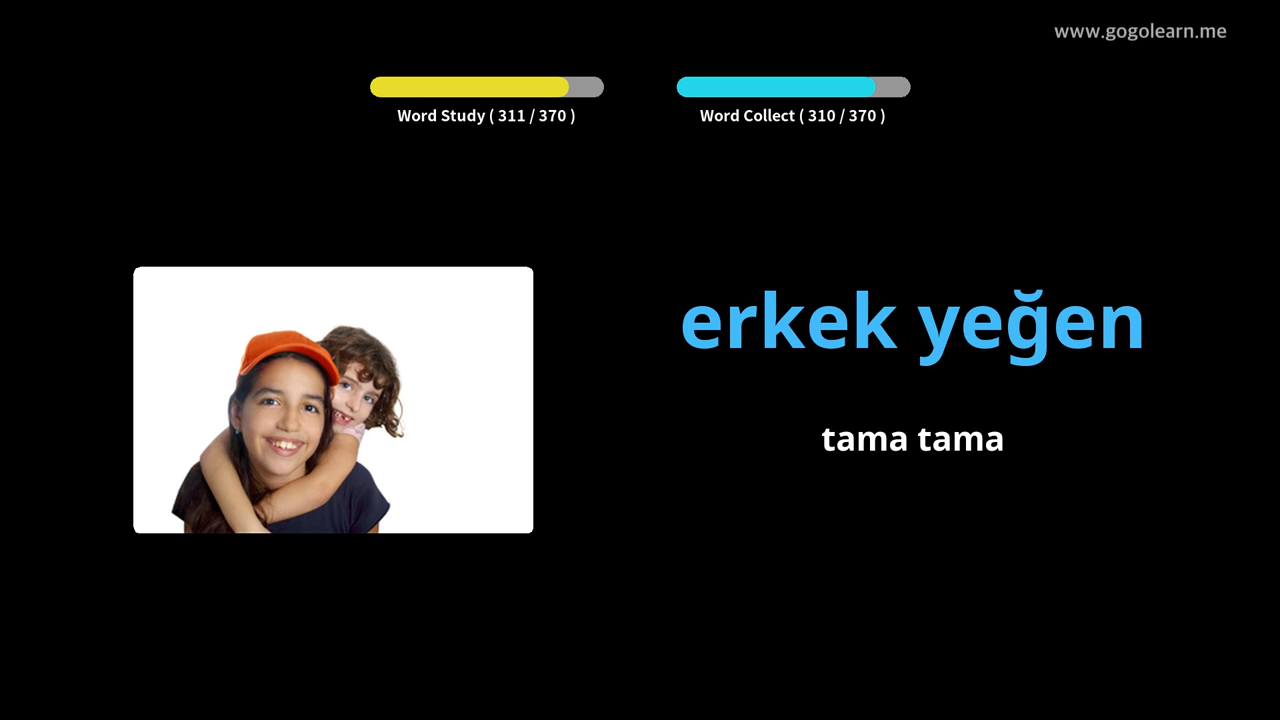 www.gogolearn.me
Word Study ( 311 / 370 )
Word Collect ( 310 / 370 )
erkek yeğen
tama tama